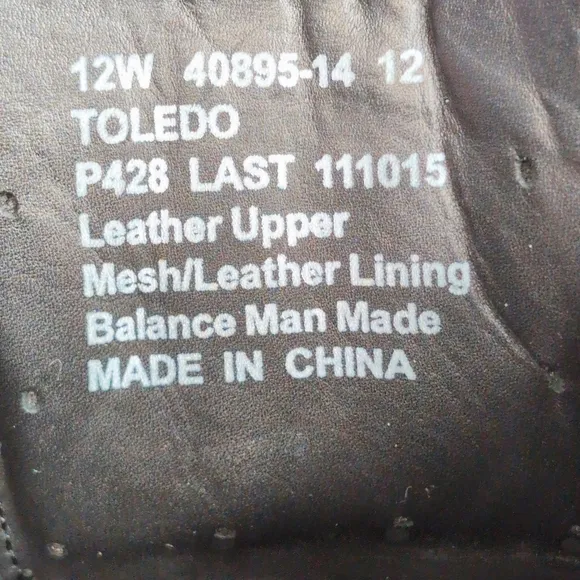 12W 40895-14 12
TOLEDO
P428 LAST 111015
Leather Upper
Mesh/Leather Lining
Balance Man Made
MADE IN CHINA